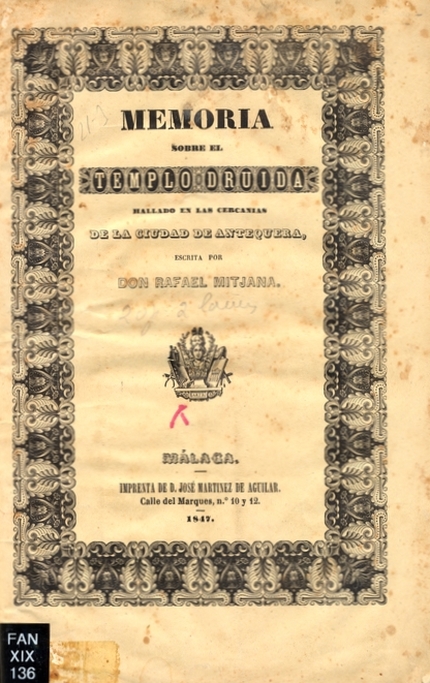 MEMORIA
SOBRE EL
TEMPLO DRUIDA
HALLADO EN LAS CERCANIAS
DE LA CIUDAD DE ANTEQUERA,
ESCRITA POR
DON RAFAEL MITJANA.
MÁLAGA.
IMPRENTA DE D. JOSÉ MARTINEZ DE AGUILAR.
Calle del Marques, n.º 10 y 12.
1847.
FAN
XIX
136